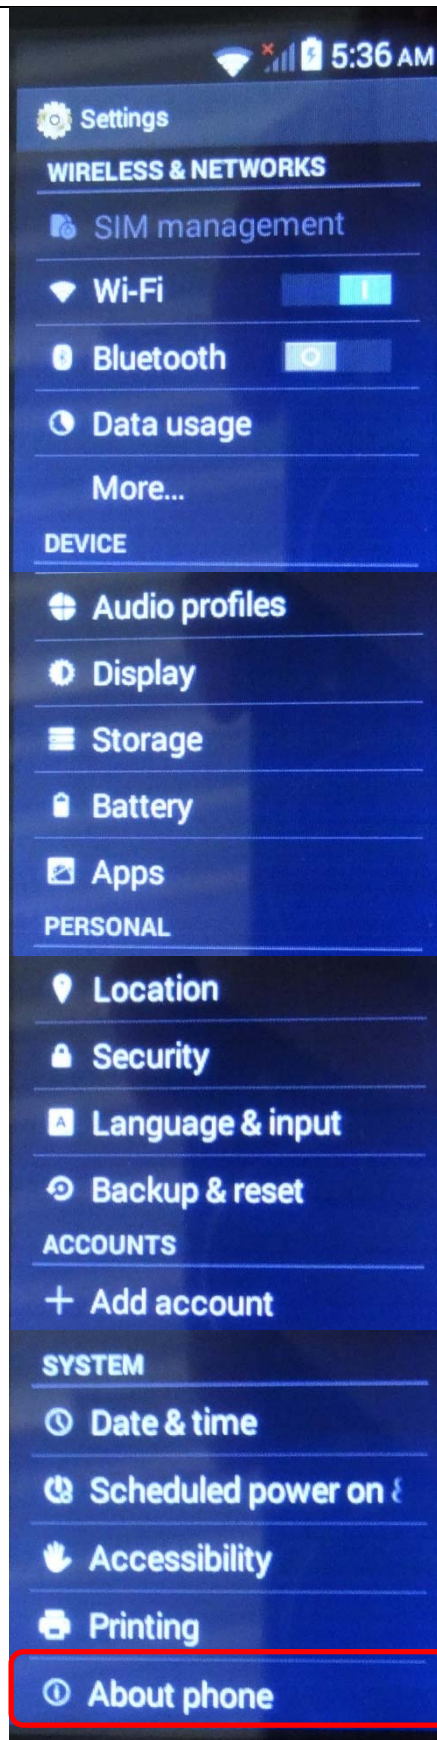 5:36 AM
Settings
WIRELESS & NETWORKS
SIM management
Wi-Fi
Bluetooth
Data usage
More...
DEVICE
Audio profiles
Display
Storage
Battery
Apps
PERSONAL
Location
Security
Language & input
Backup & reset
ACCOUNTS
Add account
SYSTEM
Date & time
Scheduled power on
Accessibility
Printing
About phone